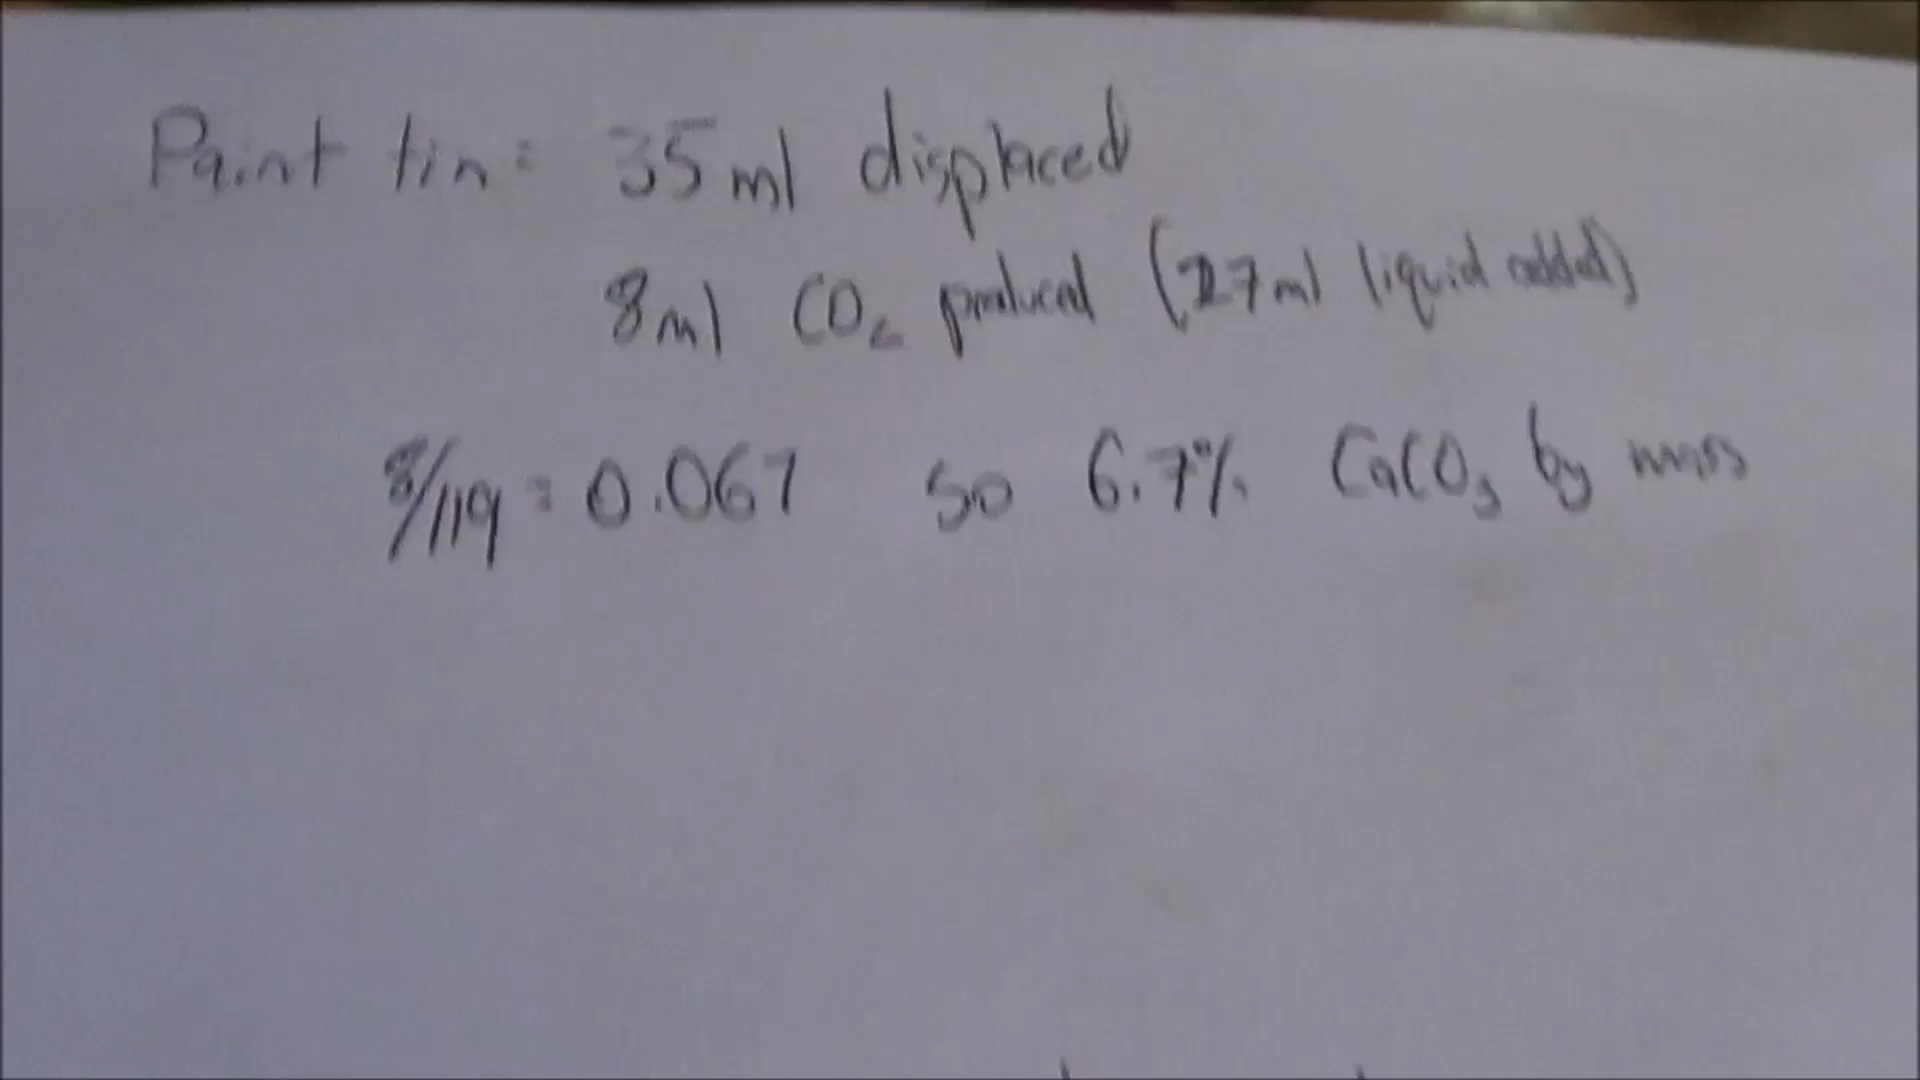 Paint tin: 35ml displaced
8ml CO₂ produced (27ml liquid added)
8/119 = 0.067 so 6.7% CaCO₃ by mass